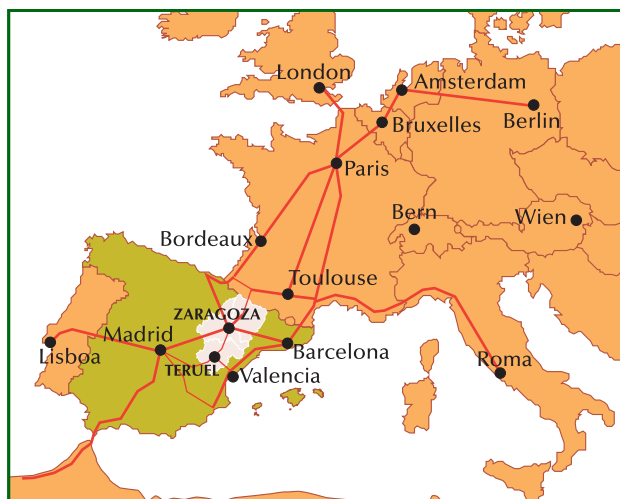 London
Amsterdam
Bruxelles
Berlin
Paris
Bern
Wien
Bordeaux
Toulouse
ZARAGOZA
Madrid
Lisboa
Barcelona
TERUEL
Valencia
Roma